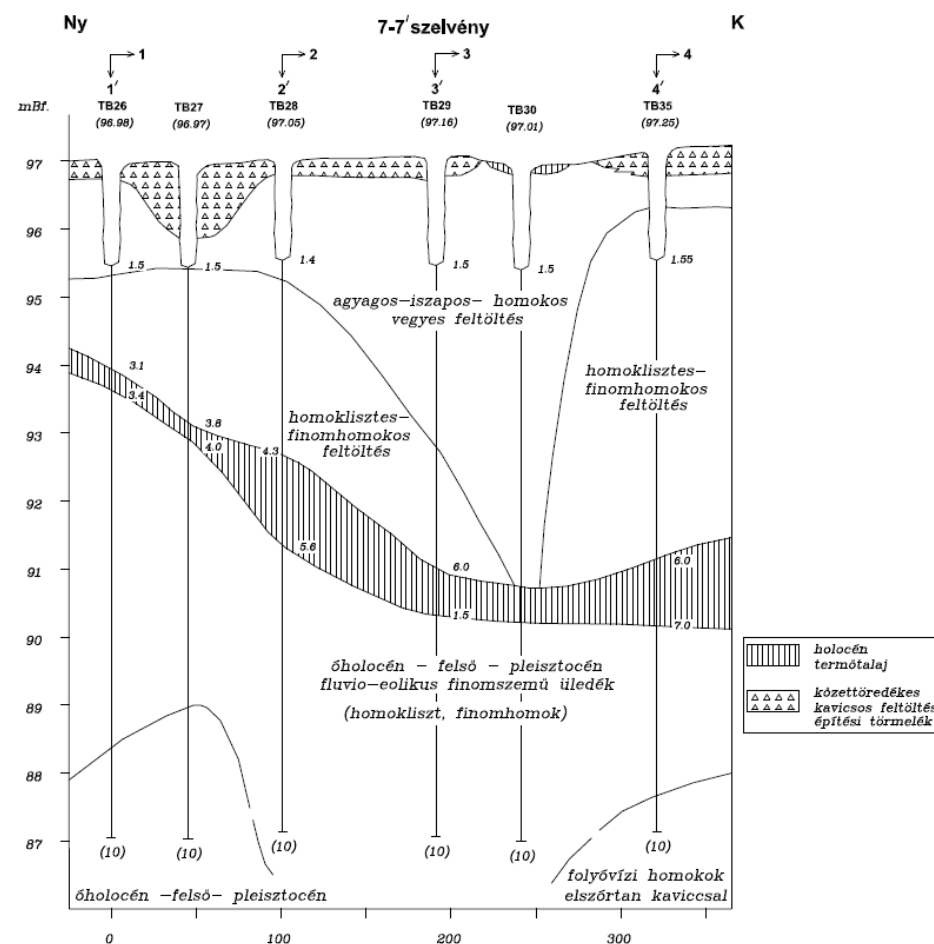 Ny 7-7' szelvény K
1 2 3 4
1' 2' 3' 4'
mBf. TB26 TB27 TB28 TB29 TB30 TB35
(96.98) (96.97) (97.05) (97.16) (97.01) (97.25)
97
96
1.5 1.5 1.4 1.5 1.5 1.55
95
agyagos-iszapos- homokos
vegyes feltöltés
94
3.1
3.4
homoklisztes-
finomhomokos
feltöltés
93
3.8
4.0
homoklisztes-
finomhomokos
feltöltés
4.3
92
5.6
91
6.0 6.0
1.5 7.0
90
óholocén - felsö - pleisztocén
fluvio-eolikus finomszemű üledék
(homokliszt, finomhomok)
holocén
termőtalaj
közettöredékes
kavicsos feltöltés
építési törmelék
89
88
87
(10) (10) (10) (10) (10) (10)
óholocén -felsö- pleisztocén
folyóvízi homokok
elszórtan kaviccsal
0 100 200 300